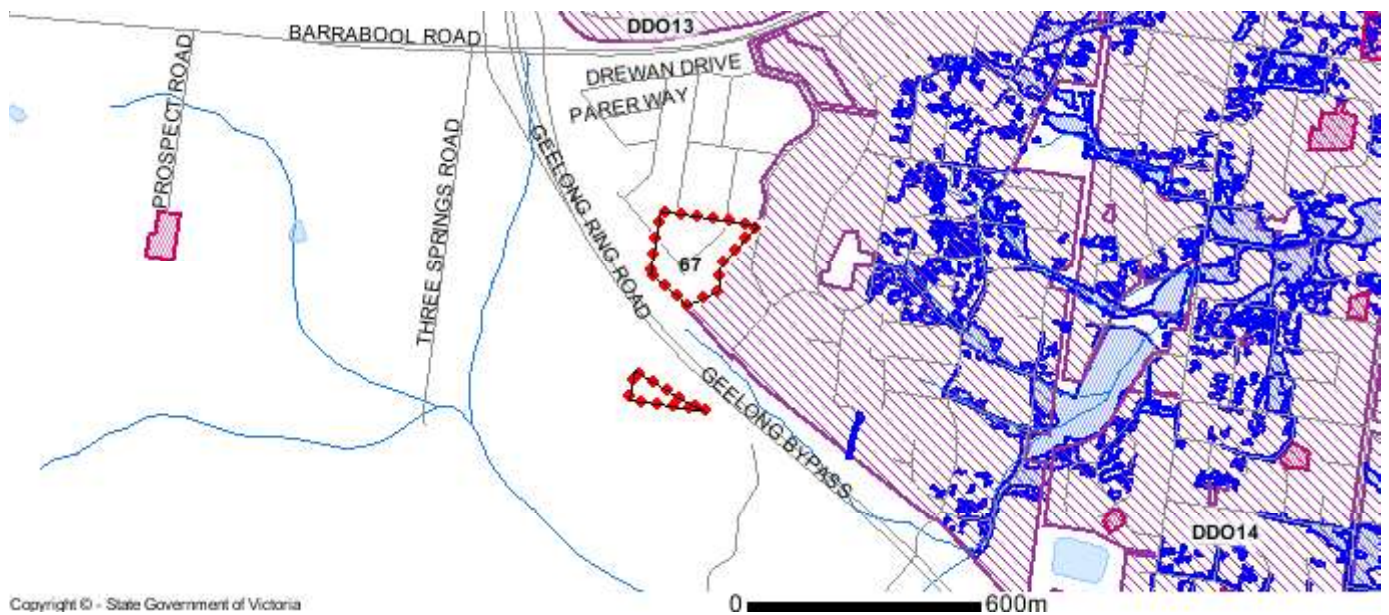 DDO13
BARRABOOL ROAD
DREWAN DRIVE
PARER WAY
PROSPECT ROAD
THREE SPRINGS ROAD
GEELONG RING ROAD
67
GEELONG BYPASS
DDO14
Copyright © - State Government of Victoria
0 600m